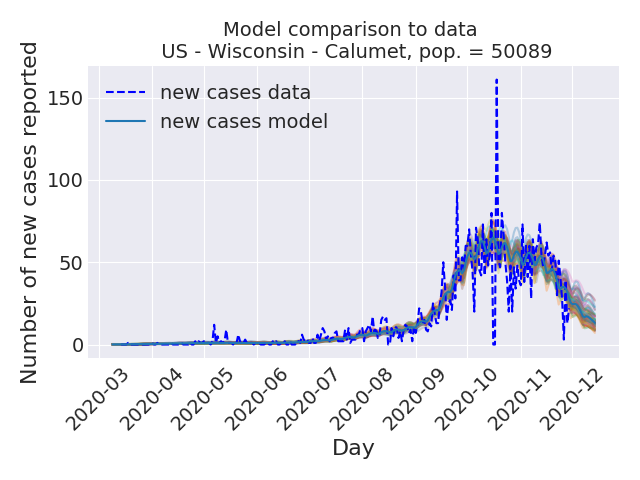 Model comparison to data
US - Wisconsin - Calumet, pop. = 50089
Number of new cases reported
150
100
50
0
new cases data
new cases model
2020-03
2020-04
2020-05
2020-06
2020-07
2020-08
2020-09
2020-10
2020-11
2020-12
Day